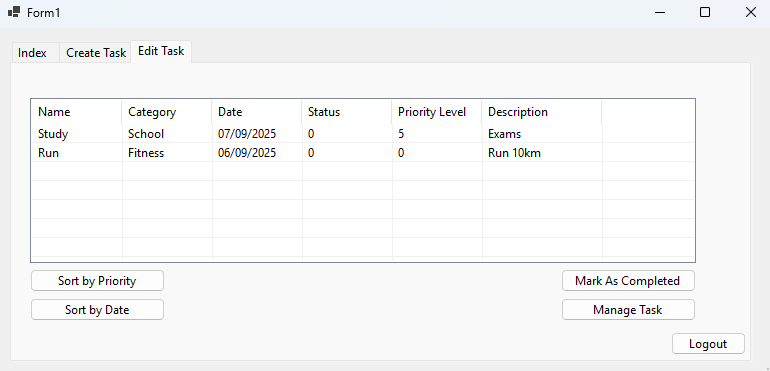 Form1
Index Create Task Edit Task
Name Category Date Status Priority Level Description
Study School 07/09/2025 0 5 Exams
Run Fitness 06/09/2025 0 0 Run 10km
Sort by Priority Mark As Completed
Sort by Date Manage Task
Logout